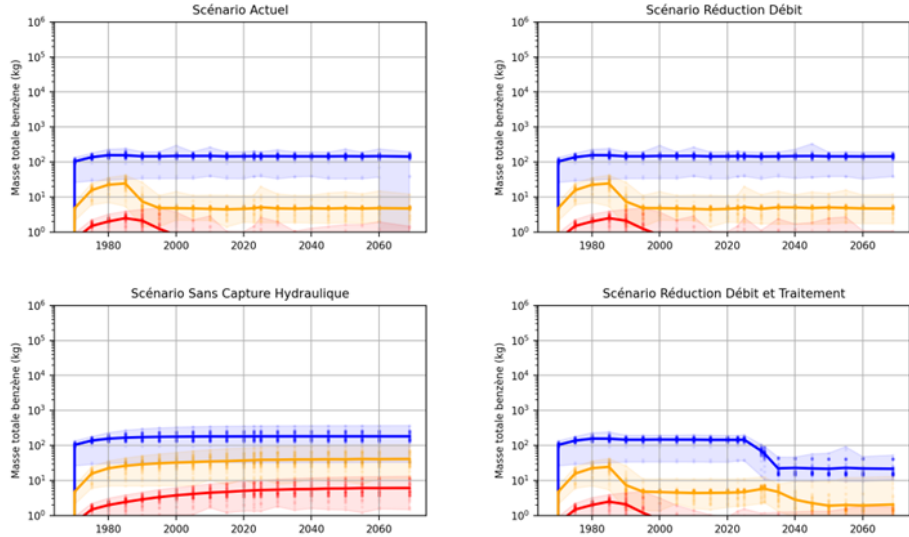 Scénario Actuel
Masse totale benzène (kg)
10⁶
10⁵
10⁴
10³
10²
10¹
10⁰
1980 2000 2020 2040 2060
Scénario Réduction Débit
Masse totale benzène (kg)
10⁶
10⁵
10⁴
10³
10²
10¹
10⁰
1980 2000 2020 2040 2060
Scénario Sans Capture Hydraulique
Masse totale benzène (kg)
10⁶
10⁵
10⁴
10³
10²
10¹
10⁰
1980 2000 2020 2040 2060
Scénario Réduction Débit et Traitement
Masse totale benzène (kg)
10⁶
10⁵
10⁴
10³
10²
10¹
10⁰
1980 2000 2020 2040 2060